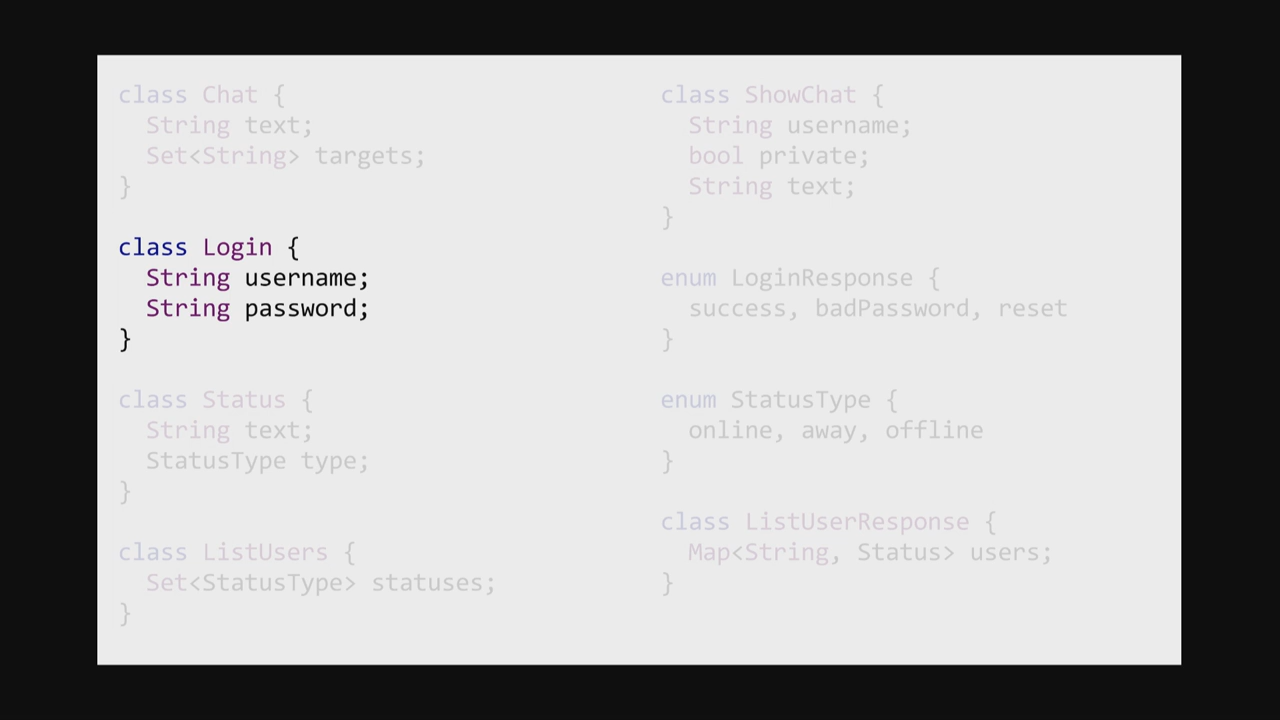 class Chat {
  String text;
  Set<String> targets;
}
class Login {
  String username;
  String password;
}
class Status {
  String text;
  StatusType type;
}
class ListUsers {
  Set<StatusType> statuses;
}
class ShowChat {
  String username;
  bool private;
  String text;
}
enum LoginResponse {
  success, badPassword, reset
}
enum StatusType {
  online, away, offline
}
class ListUserResponse {
  Map<String, Status> users;
}